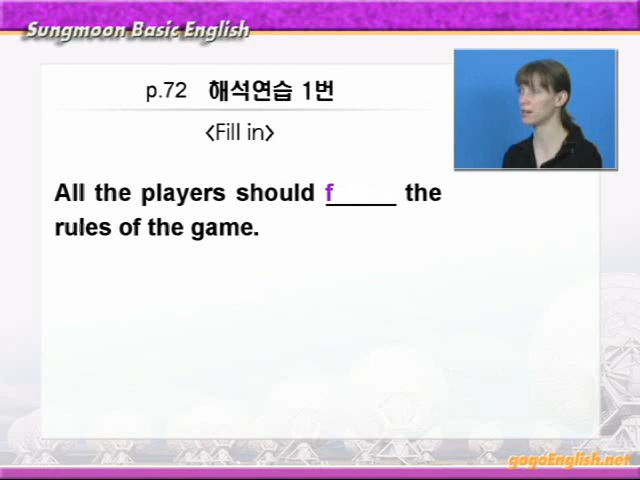 Sungmoon Basic English
p.72 해석연습 1번
<Fill in>
All the players should f_____ the
rules of the game.
gogoEnglish.net